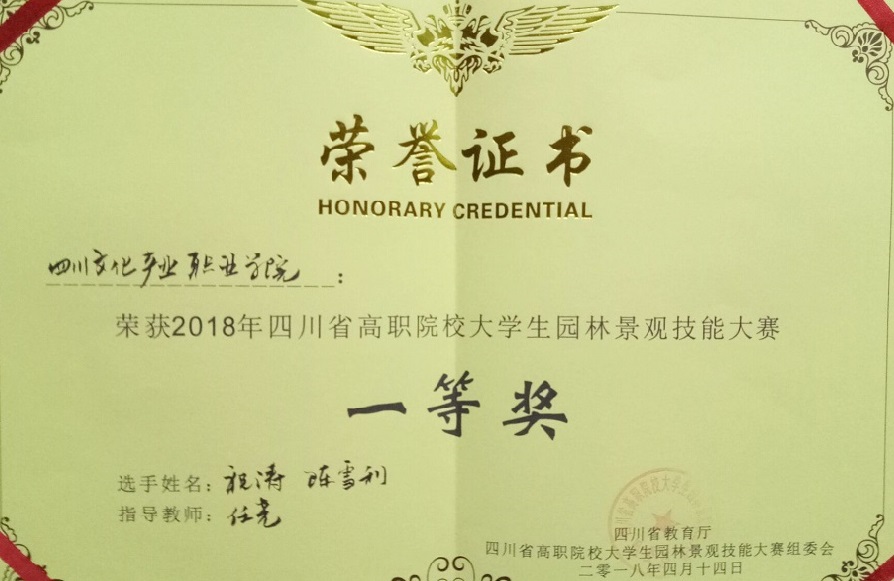 荣誉证书
HONORARY CREDENTIAL
四川文化产业职业学院：
荣获2018年四川省高职院校大学生园林景观技能大赛
一等奖
选手姓名：祝涛 陈雪利
指导教师：任尧
四川省教育厅
四川省高职院校大学生园林景观技能大赛组委会
二零一八年四月十四日